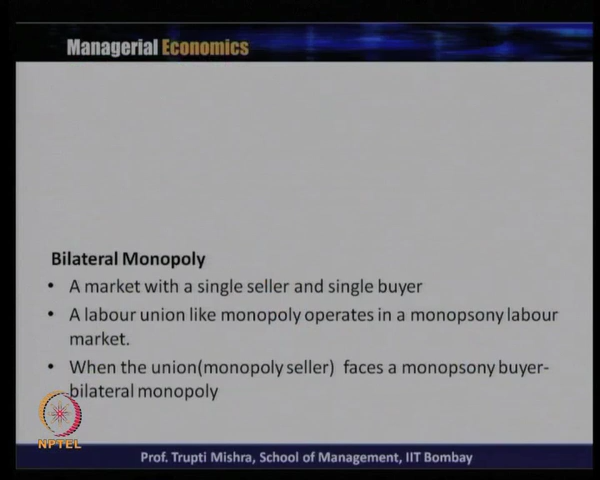 Managerial Economics
Bilateral Monopoly
• A market with a single seller and single buyer
• A labour union like monopoly operates in a monopsony labour
market.
• When the union(monopoly seller) faces a monopsony buyer-
bilateral monopoly
NPTEL
Prof. Trupti Mishra, School of Management, IIT Bombay